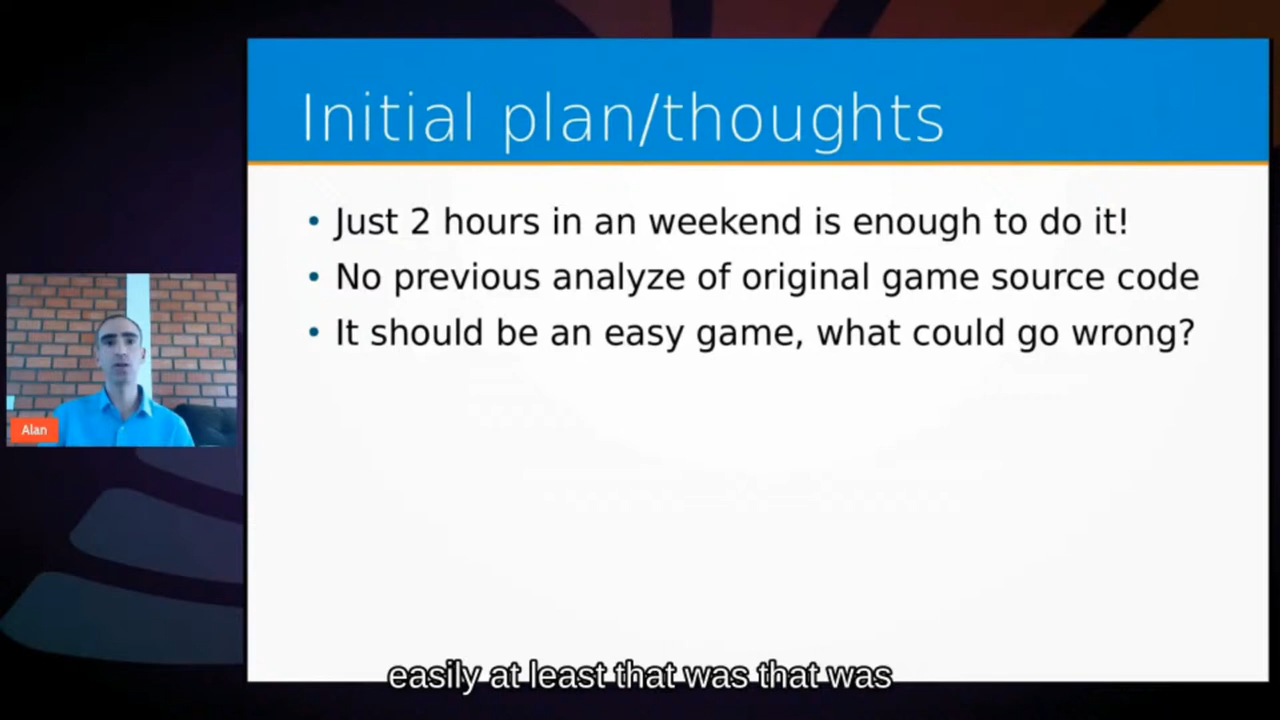 Initial plan/thoughts
• Just 2 hours in an weekend is enough to do it!
• No previous analyze of original game source code
• It should be an easy game, what could go wrong?
Alan
easily at least that was that was